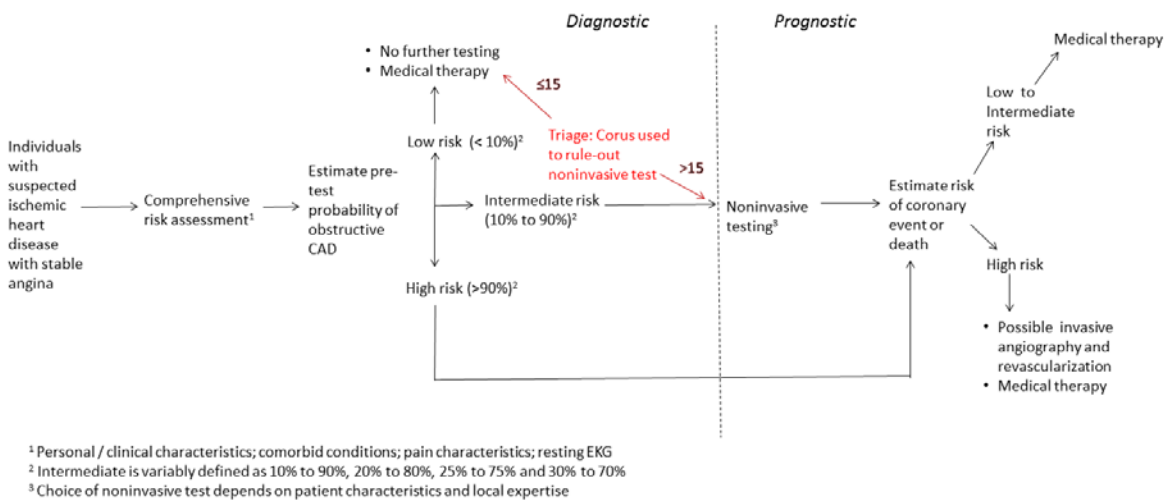 Diagnostic
Prognostic
• No further testing
• Medical therapy
≤15
Low risk (< 10%)²
Triage: Corus used
to rule-out
noninvasive test
>15
Individuals
with
suspected
ischemic
heart
disease
with stable
angina
Comprehensive
risk assessment¹
Estimate pre-
test
probability of
obstructive
CAD
Intermediate risk
(10% to 90%)²
High risk (>90%)²
Noninvasive
testing³
Estimate risk
of coronary
event or
death
Medical therapy
Low to
Intermediate
risk
High risk
• Possible invasive
angiography and
revascularization
• Medical therapy
¹ Personal / clinical characteristics; comorbid conditions; pain characteristics; resting EKG
² Intermediate is variably defined as 10% to 90%, 20% to 80%, 25% to 75% and 30% to 70%
³ Choice of noninvasive test depends on patient characteristics and local expertise